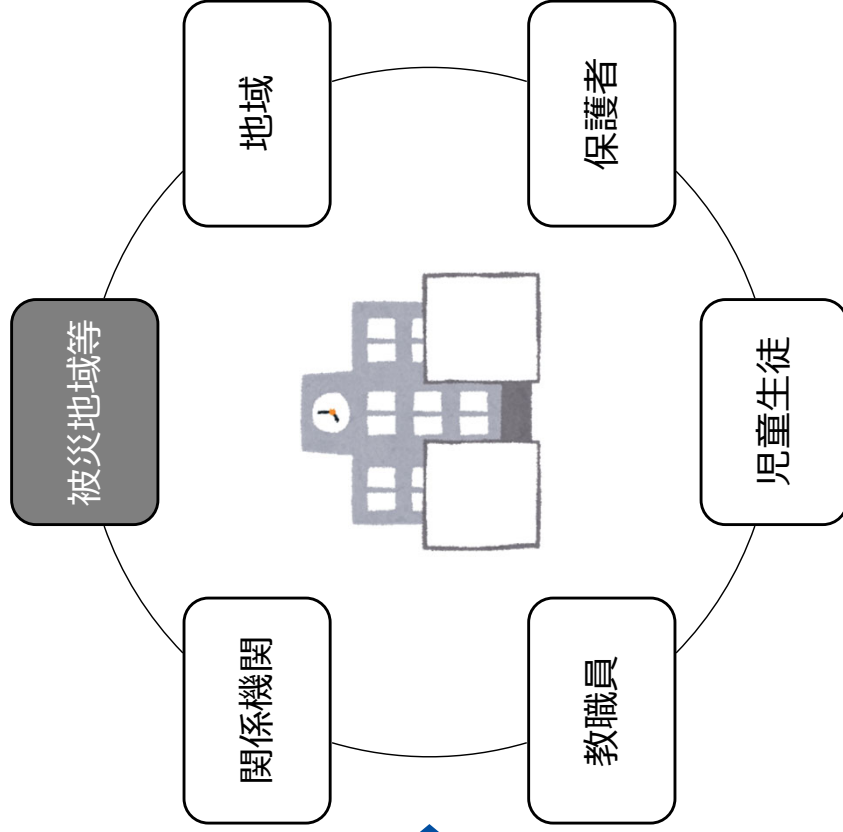 被災地域等
地域
保護者
児童生徒
教職員
関係機関